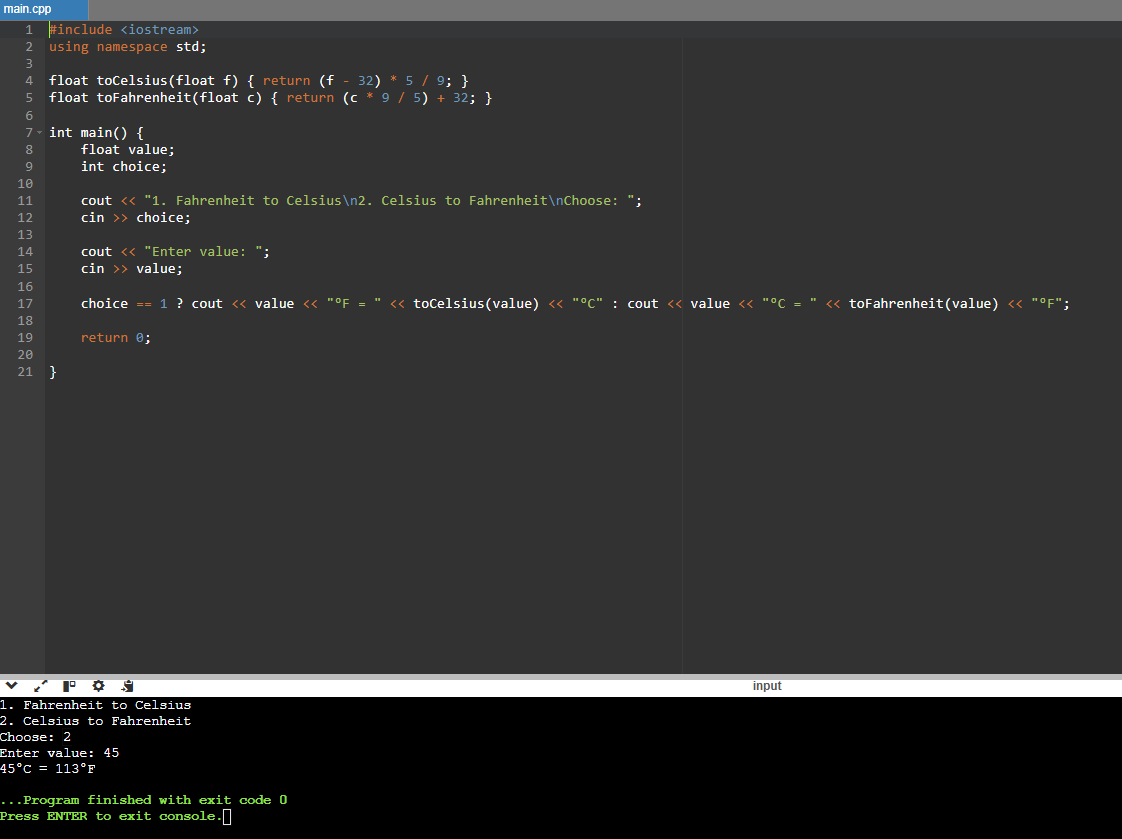 main.cpp
1 #include <iostream>
2 using namespace std;
3
4 float toCelsius(float f) { return (f - 32) * 5 / 9; }
5 float toFahrenheit(float c) { return (c * 9 / 5) + 32; }
6
7 int main() {
8     float value;
9     int choice;
10
11     cout << "1. Fahrenheit to Celsius\n2. Celsius to Fahrenheit\nChoose: ";
12     cin >> choice;
13
14     cout << "Enter value: ";
15     cin >> value;
16
17     choice == 1 ? cout << value << "°F = " << toCelsius(value) << "°C" : cout << value << "°C = " << toFahrenheit(value) << "°F";
18
19     return 0;
20
21 }
input
1. Fahrenheit to Celsius
2. Celsius to Fahrenheit
Choose: 2
Enter value: 45
45°C = 113°F
...Program finished with exit code 0
Press ENTER to exit console.